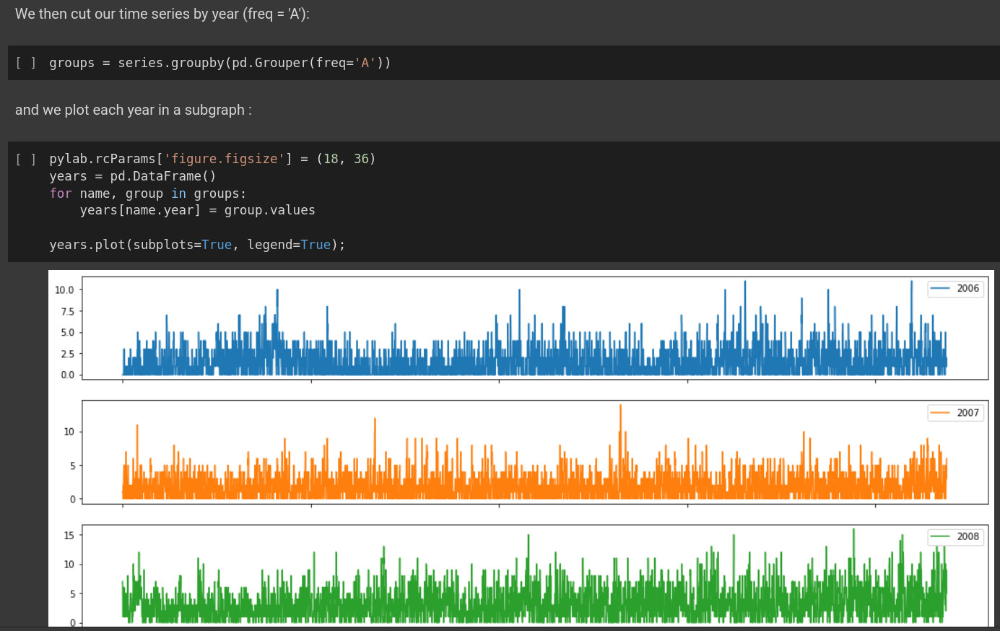 We then cut our time series by year (freq = 'A'):
[ ] groups = series.groupby(pd.Grouper(freq='A'))
and we plot each year in a subgraph :
[ ] pylab.rcParams['figure.figsize'] = (18, 36)
years = pd.DataFrame()
for name, group in groups:
    years[name.year] = group.values
years.plot(subplots=True, legend=True);
10.0
7.5
5.0
2.5
0.0
2006
10
5
0
2007
15
10
5
0
2008